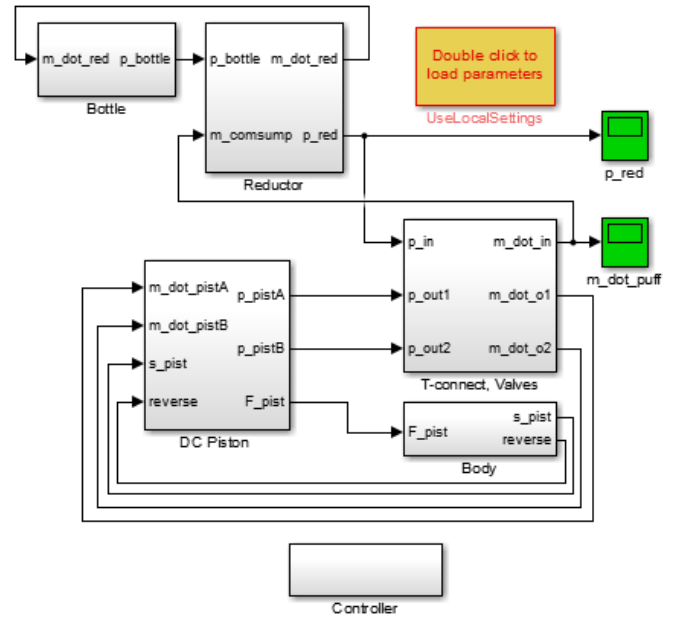 m_dot_red p_bottle
Bottle
p_bottle m_dot_red
m_comsump p_red
Reductor
Double click to
load parameters
UseLocalSettings
p_red
m_dot_puff
p_in m_dot_in
p_out1 m_dot_o1
p_out2 m_dot_o2
T-connect, Valves
m_dot_pistA p_pistA
m_dot_pistB p_pistB
s_pist
reverse F_pist
DC Piston
F_pist s_pist
reverse
Body
Controller